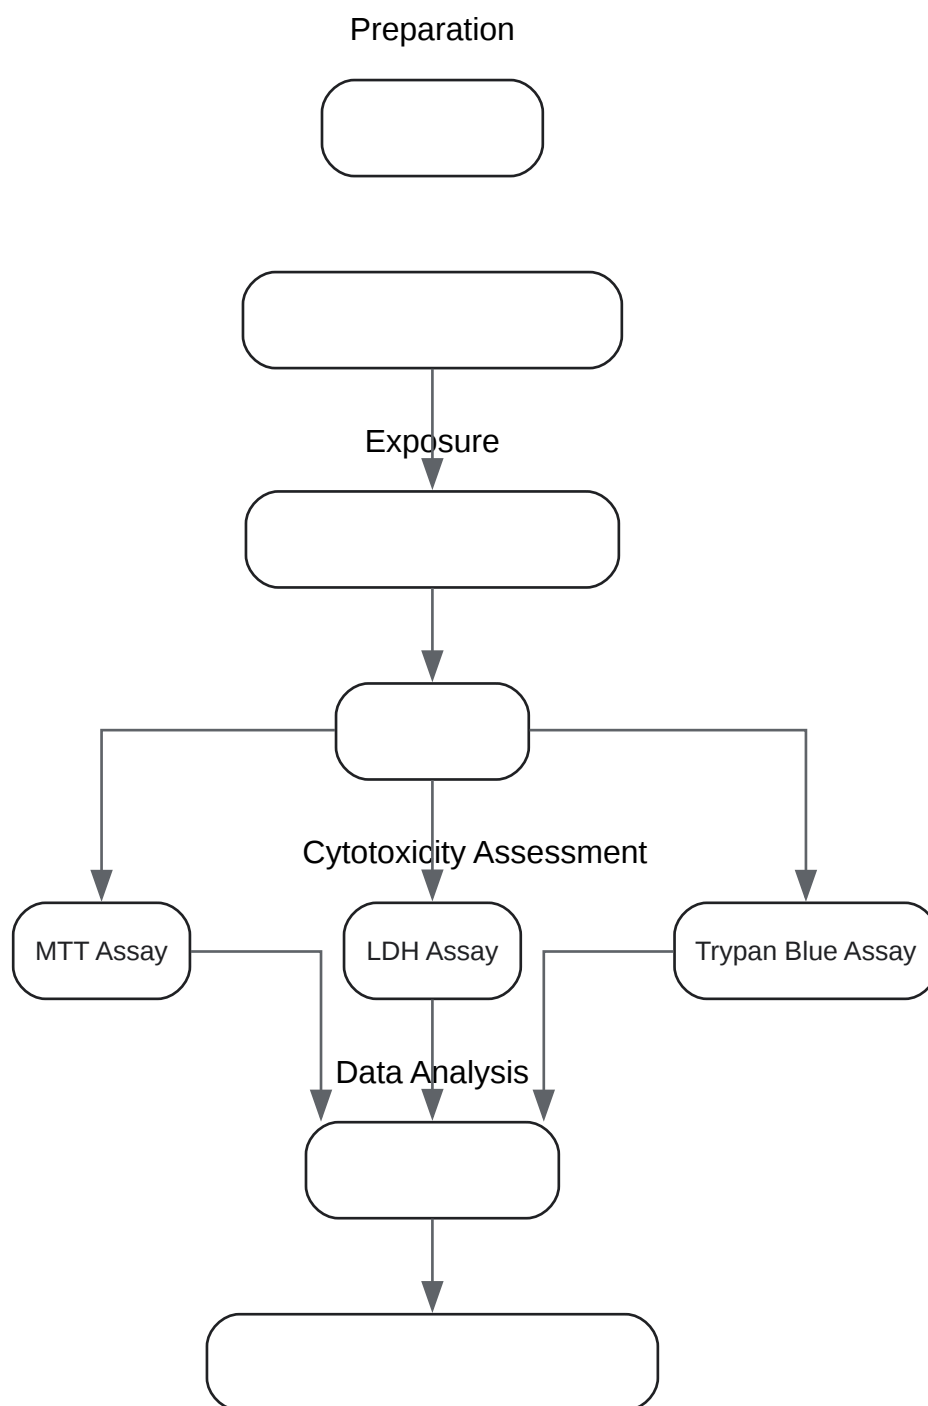 Preparation
Exposure
Cytotoxicity Assessment
MTT Assay
LDH Assay
Trypan Blue Assay
Data Analysis